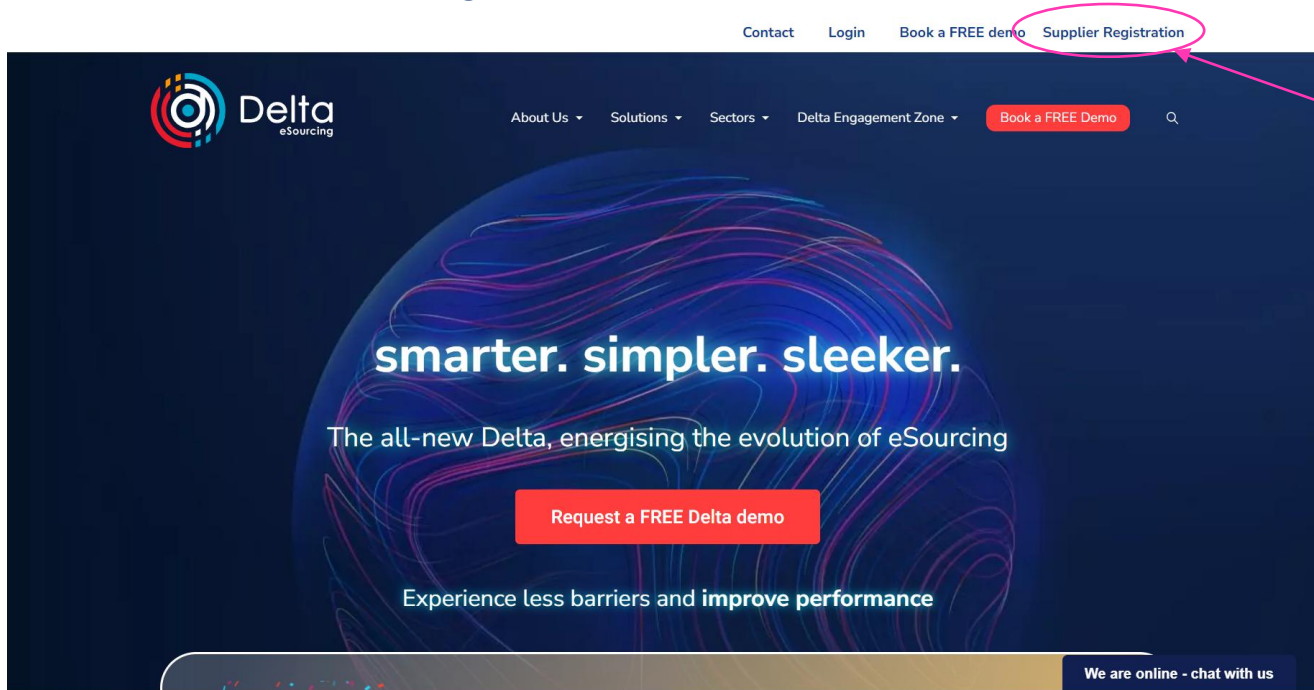 Contact Login Book a FREE demo Supplier Registration
Delta
eSourcing
About Us Solutions Sectors Delta Engagement Zone Book a FREE Demo
smarter. simpler. sleeker.
The all-new Delta, energising the evolution of eSourcing
Request a FREE Delta demo
Experience less barriers and improve performance
We are online - chat with us